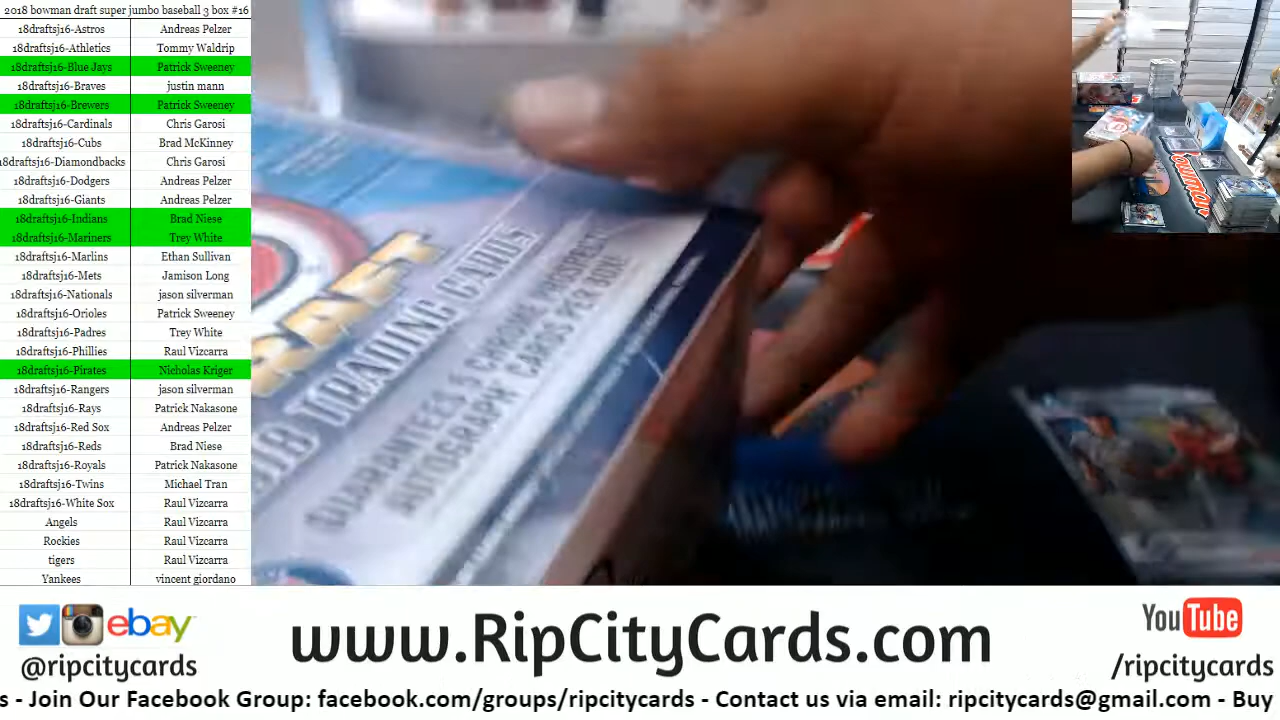 2018 bowman draft super jumbo baseball 3 box #16
18draftsj16-Astros Andreas Pelzer
18draftsj16-Athletics Tommy Waldrip
18draftsj16-Blue Jays Patrick Sweeney
18draftsj16-Braves justin mann
18draftsj16-Brewers Patrick Sweeney
18draftsj16-Cardinals Chris Garosi
18draftsj16-Cubs Brad McKinney
18draftsj16-Diamondbacks Chris Garosi
18draftsj16-Dodgers Andreas Pelzer
18draftsj16-Giants Andreas Pelzer
18draftsj16-Indians Brad Niese
18draftsj16-Mariners Trey White
18draftsj16-Marlins Ethan Sullivan
18draftsj16-Mets Jamison Long
18draftsj16-Nationals jason silverman
18draftsj16-Orioles Patrick Sweeney
18draftsj16-Padres Trey White
18draftsj16-Phillies Raul Vizcarra
18draftsj16-Pirates Nicholas Kriger
18draftsj16-Rangers jason silverman
18draftsj16-Rays Patrick Nakasone
18draftsj16-Red Sox Andreas Pelzer
18draftsj16-Reds Brad Niese
18draftsj16-Royals Patrick Nakasone
18draftsj16-Twins Michael Tran
18draftsj16-White Sox Raul Vizcarra
Angels Raul Vizcarra
Rockies Raul Vizcarra
tigers Raul Vizcarra
Yankees vincent giordano
TRADING CARDS
AUTOGRAPH CARDS PER BOX!
Bowman
ebay
@ripcitycards
www.RipCityCards.com
YouTube
/ripcitycards
s - Join Our Facebook Group: facebook.com/groups/ripcitycards - Contact us via email: ripcitycards@gmail.com - Buy